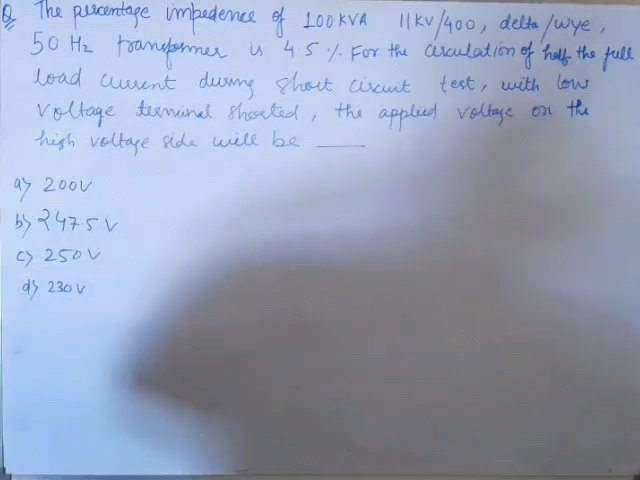 Q The percentage impedence of 100 KVA 11KV/400, delta/wye,
50 Hz transformer is 4.5 %. For the circulation of half the full
load current during short circuit test, with low
voltage terminal shorted, the applied voltage on the
high voltage side will be ____
a) 200V
b) 247.5 V
c) 250V
d) 230V